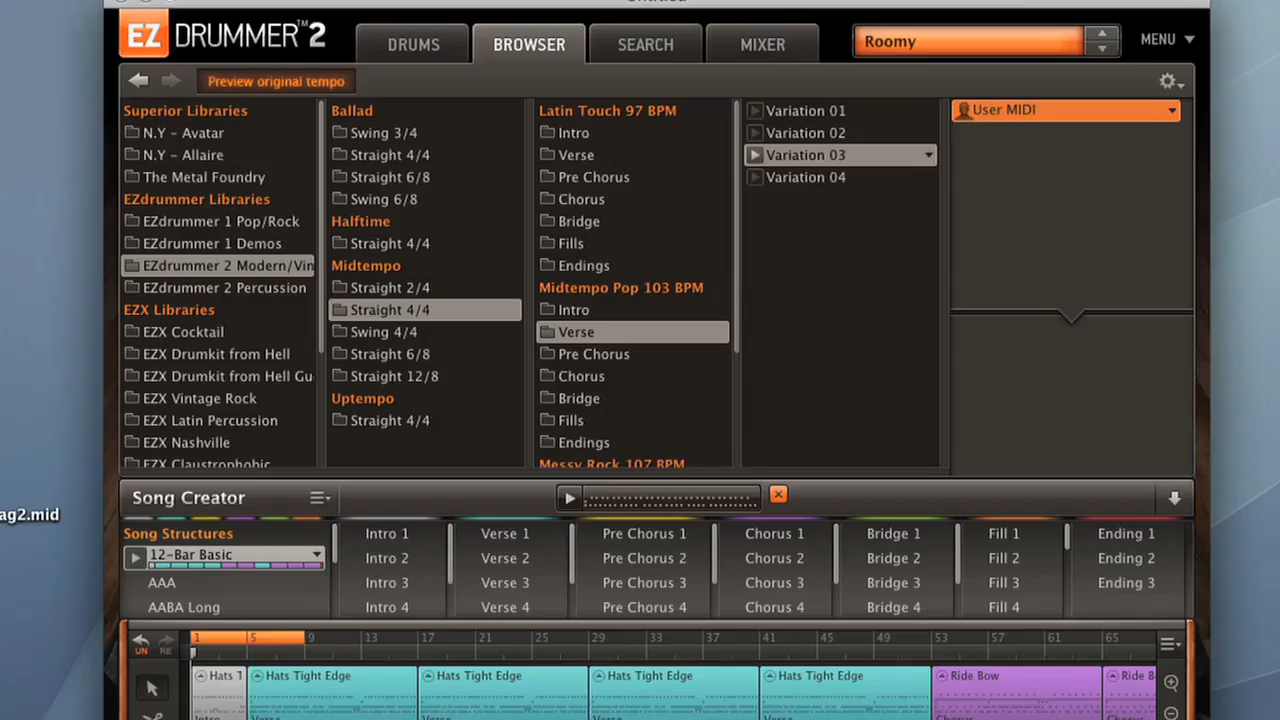 EZ DRUMMER™2
DRUMS
BROWSER
SEARCH
MIXER
Roomy
MENU
Preview original tempo
Superior Libraries
N.Y - Avatar
N.Y - Allaire
The Metal Foundry
EZdrummer Libraries
EZdrummer 1 Pop/Rock
EZdrummer 1 Demos
EZdrummer 2 Modern/Vin
EZdrummer 2 Percussion
EZX Libraries
EZX Cocktail
EZX Drumkit from Hell
EZX Drumkit from Hell Gu
EZX Vintage Rock
EZX Latin Percussion
EZX Nashville
EZX Claustrophobic
Ballad
Swing 3/4
Straight 4/4
Straight 6/8
Swing 6/8
Halftime
Straight 4/4
Midtempo
Straight 2/4
Straight 4/4
Swing 4/4
Straight 6/8
Straight 12/8
Uptempo
Straight 4/4
Latin Touch 97 BPM
Intro
Verse
Pre Chorus
Chorus
Bridge
Fills
Endings
Midtempo Pop 103 BPM
Intro
Verse
Pre Chorus
Chorus
Bridge
Fills
Endings
Messy Rock 107 BPM
Variation 01
Variation 02
Variation 03
Variation 04
User MIDI
ag2.mid
Song Creator
Song Structures
12-Bar Basic
AAA
AABA Long
Intro 1
Intro 2
Intro 3
Intro 4
Verse 1
Verse 2
Verse 3
Verse 4
Pre Chorus 1
Pre Chorus 2
Pre Chorus 3
Pre Chorus 4
Chorus 1
Chorus 2
Chorus 3
Chorus 4
Bridge 1
Bridge 2
Bridge 3
Bridge 4
Fill 1
Fill 2
Fill 3
Fill 4
Ending 1
Ending 2
Ending 3
UN RE
1 5 9 13 17 21 25 29 33 37 41 45 49 53 57 61 65
Hats T
Hats Tight Edge
Hats Tight Edge
Hats Tight Edge
Hats Tight Edge
Ride Bow
Ride B